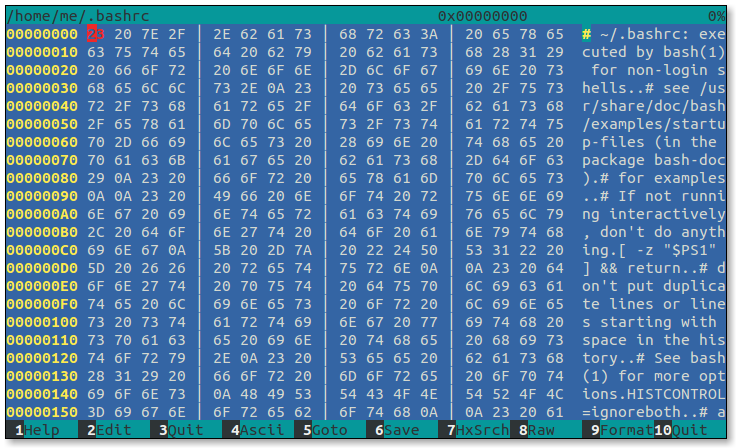 /home/me/.bashrc 0x00000000 0%
00000000 23 20 7E 2F | 2E 62 61 73 | 68 72 63 3A | 20 65 78 65 # ~/.bashrc: exe
00000010 63 75 74 65 | 64 20 62 79 | 20 62 61 73 | 68 28 31 29 cuted by bash(1)
00000020 20 66 6F 72 | 20 6E 6F 6E | 2D 6C 6F 67 | 69 6E 20 73  for non-login s
00000030 68 65 6C 6C | 73 2E 0A 23 | 20 73 65 65 | 20 2F 75 73 hells..# see /us
00000040 72 2F 73 68 | 61 72 65 2F | 64 6F 63 2F | 62 61 73 68 r/share/doc/bash
00000050 2F 65 78 61 | 6D 70 6C 65 | 73 2F 73 74 | 61 72 74 75 /examples/startu
00000060 70 2D 66 69 | 6C 65 73 20 | 28 69 6E 20 | 74 68 65 20 p-files (in the
00000070 70 61 63 6B | 61 67 65 20 | 62 61 73 68 | 2D 64 6F 63 package bash-doc
00000080 29 0A 23 20 | 66 6F 72 20 | 65 78 61 6D | 70 6C 65 73 ).# for examples
00000090 0A 0A 23 20 | 49 66 20 6E | 6F 74 20 72 | 75 6E 6E 69 ..# If not runni
000000A0 6E 67 20 69 | 6E 74 65 72 | 61 63 74 69 | 76 65 6C 79 ng interactively
000000B0 2C 20 64 6F | 6E 27 74 20 | 64 6F 20 61 | 6E 79 74 68 , don't do anyth
000000C0 69 6E 67 0A | 5B 20 2D 7A | 20 22 24 50 | 53 31 22 20 ing.[ -z "$PS1"
000000D0 5D 20 26 26 | 20 72 65 74 | 75 72 6E 0A | 0A 23 20 64 ] && return..# d
000000E0 6F 6E 27 74 | 20 70 75 74 | 20 64 75 70 | 6C 69 63 61 on't put duplica
000000F0 74 65 20 6C | 69 6E 65 73 | 20 6F 72 20 | 6C 69 6E 65 te lines or line
00000100 73 20 73 74 | 61 72 74 69 | 6E 67 20 77 | 69 74 68 20 s starting with
00000110 73 70 61 63 | 65 20 69 6E | 20 74 68 65 | 20 68 69 73 space in the his
00000120 74 6F 72 79 | 2E 0A 23 20 | 53 65 65 20 | 62 61 73 68 tory..# See bash
00000130 28 31 29 20 | 66 6F 72 20 | 6D 6F 72 65 | 20 6F 70 74 (1) for more opt
00000140 69 6F 6E 73 | 0A 48 49 53 | 54 43 4F 4E | 54 52 4F 4C ions.HISTCONTROL
00000150 3D 69 67 6E | 6F 72 65 62 | 6F 74 68 0A | 0A 23 20 61 =ignoreboth..# a
1Help 2Edit 3Quit 4Ascii 5Goto 6Save 7HxSrch 8Raw 9Format 10Quit